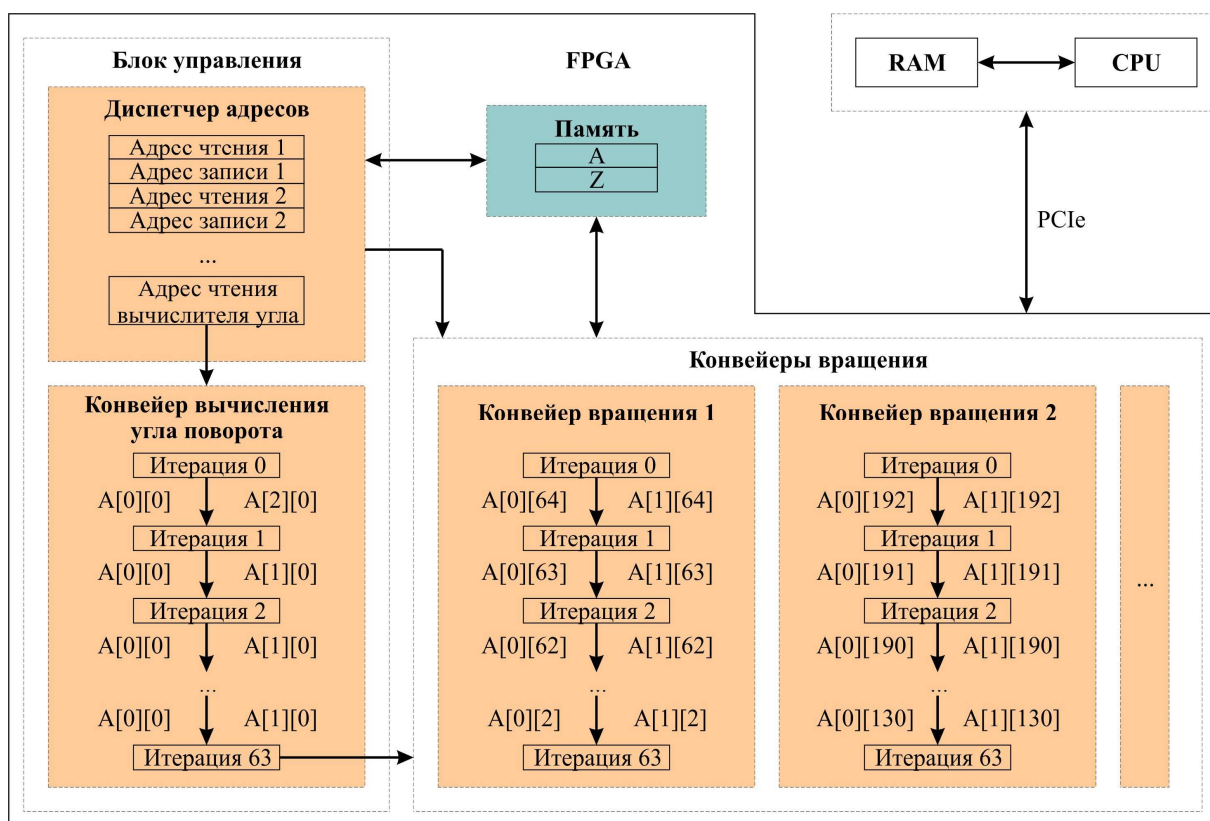 Блок управления
FPGA
RAM
CPU
PCIe
Диспетчер адресов
Адрес чтения 1
Адрес записи 1
Адрес чтения 2
Адрес записи 2
...
Адрес чтения
вычислителя угла
Память
A
Z
Конвейер вычисления
угла поворота
Итерация 0
A[0][0] A[2][0]
Итерация 1
A[0][0] A[1][0]
Итерация 2
A[0][0] A[1][0]
...
A[0][0] A[1][0]
Итерация 63
Конвейеры вращения
Конвейер вращения 1
Итерация 0
A[0][64] A[1][64]
Итерация 1
A[0][63] A[1][63]
Итерация 2
A[0][62] A[1][62]
...
A[0][2] A[1][2]
Итерация 63
Конвейер вращения 2
Итерация 0
A[0][192] A[1][192]
Итерация 1
A[0][191] A[1][191]
Итерация 2
A[0][190] A[1][190]
...
A[0][130] A[1][130]
Итерация 63
...